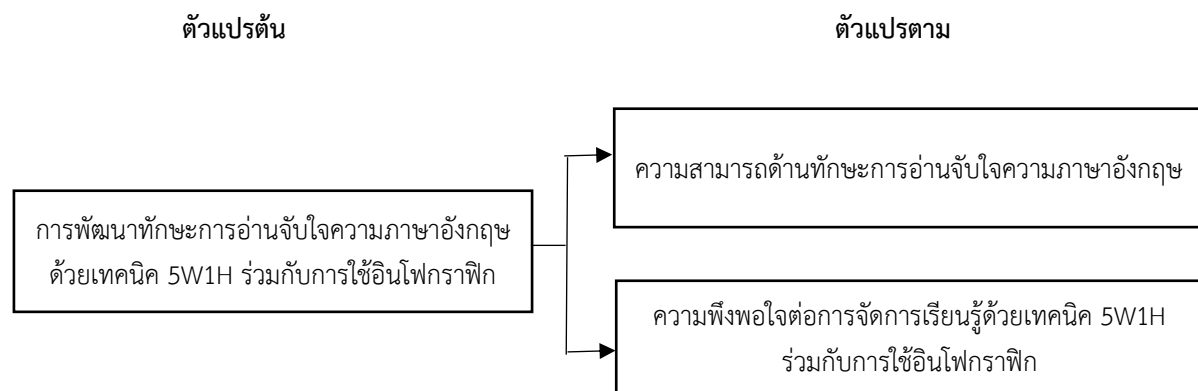 ตัวแปรต้น
ตัวแปรตาม
ความสามารถด้านทักษะการอ่านจับใจความภาษาอังกฤษ
การพัฒนาทักษะการอ่านจับใจความภาษาอังกฤษ
ด้วยเทคนิค 5W1H ร่วมกับการใช้อินโฟกราฟิก
ความพึงพอใจต่อการจัดการเรียนรู้ด้วยเทคนิค 5W1H
ร่วมกับการใช้อินโฟกราฟิก